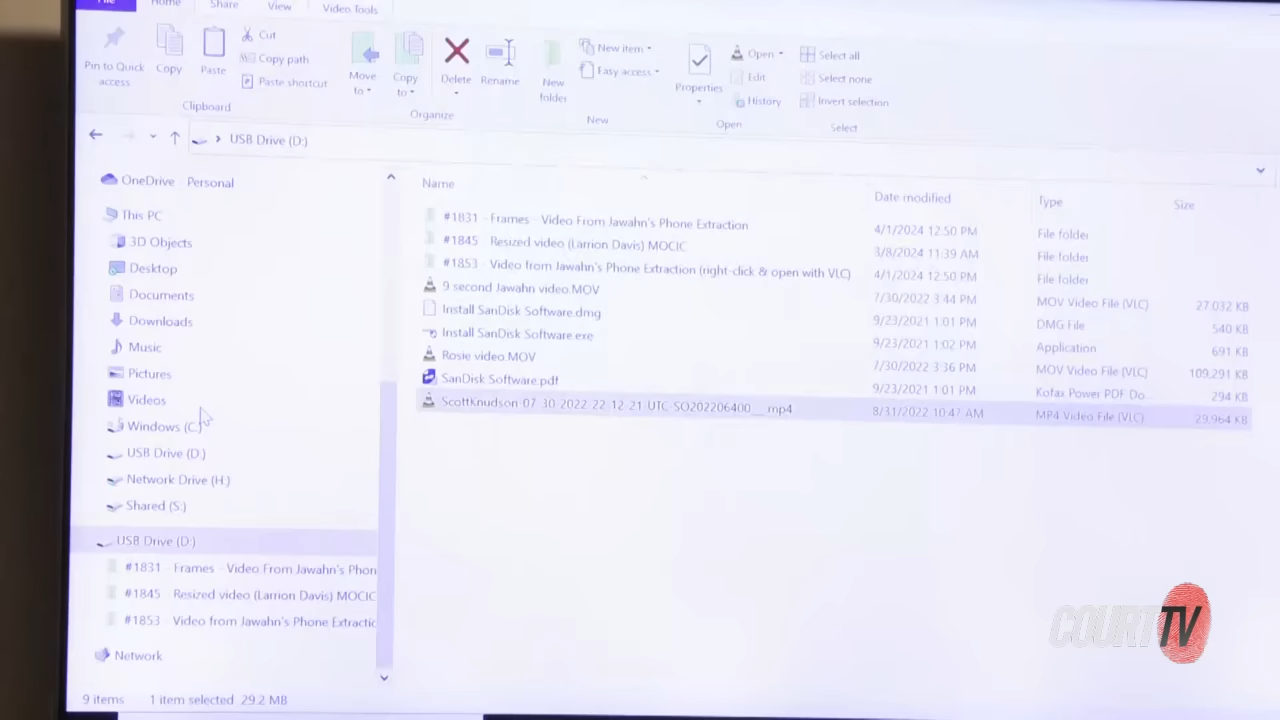 File
Home
Share
View
Video Tools
Pin to Quick access
Copy
Paste
Cut
Copy path
Paste shortcut
Clipboard
Move to
Copy to
Delete
Rename
Organize
New folder
New item
Easy access
New
Properties
Open
Edit
History
Open
Select all
Select none
Invert selection
Select
USB Drive (D:)
OneDrive Personal
This PC
3D Objects
Desktop
Documents
Downloads
Music
Pictures
Videos
Windows (C:)
USB Drive (D:)
Network Drive (H:)
Shared (S:)
USB Drive (D:)
#1831 Frames - Video From Jawahn's Phon
#1845 Resized video (Larrion Davis) MOCIC
#1853 Video from Jawahn's Phone Extractic
Network
Name Date modified Type Size
#1831 - Frames - Video From Jawahn's Phone Extraction 4/1/2024 12:50 PM File folder
#1845 - Resized video (Larrion Davis) MOCIC 3/8/2024 11:39 AM File folder
#1853 - Video from Jawahn's Phone Extraction (right-click & open with VLC) 4/1/2024 12:50 PM File folder
9 second Jawahn video.MOV 7/30/2022 3:44 PM MOV Video File (VLC) 27,032 KB
Install SanDisk Software.dmg 9/23/2021 1:01 PM DMG File 540 KB
Install SanDisk Software.exe 9/23/2021 1:02 PM Application 691 KB
Rosie video.MOV 7/30/2022 3:36 PM MOV Video File (VLC) 109,291 KB
SanDisk Software.pdf 9/23/2021 1:01 PM Kofax Power PDF Do... 294 KB
ScottKnudson-07-30-2022-22-12-21-UTC-SO202206400__.mp4 8/31/2022 10:47 AM MP4 Video File (VLC) 29,964 KB
9 items 1 item selected 29.2 MB
COURT TV